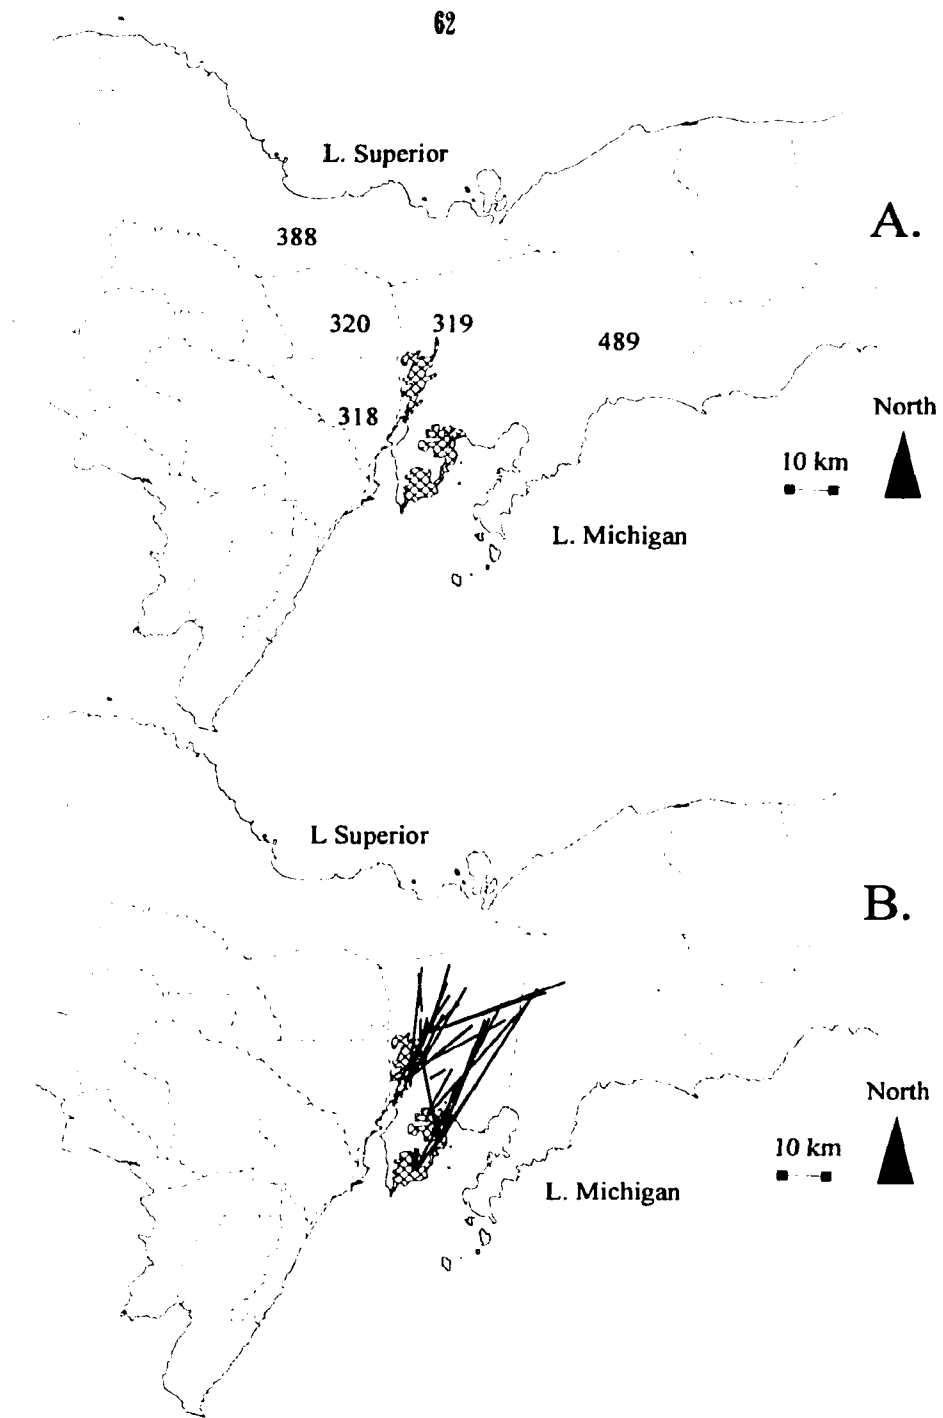 62
L. Superior
A.
388
320
319
489
318
North
10 km
L. Michigan
L Superior
B.
North
10 km
L. Michigan